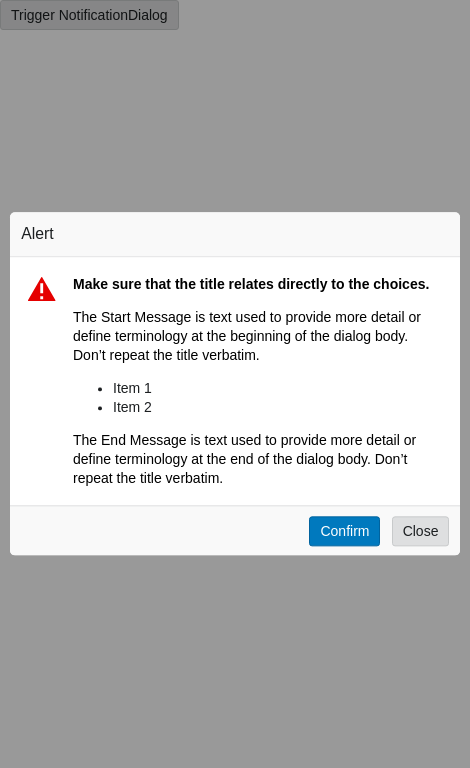 Trigger NotificationDialog
Alert
Make sure that the title relates directly to the choices.
The Start Message is text used to provide more detail or
define terminology at the beginning of the dialog body.
Don’t repeat the title verbatim.
• Item 1
• Item 2
The End Message is text used to provide more detail or
define terminology at the end of the dialog body. Don’t
repeat the title verbatim.
Confirm
Close